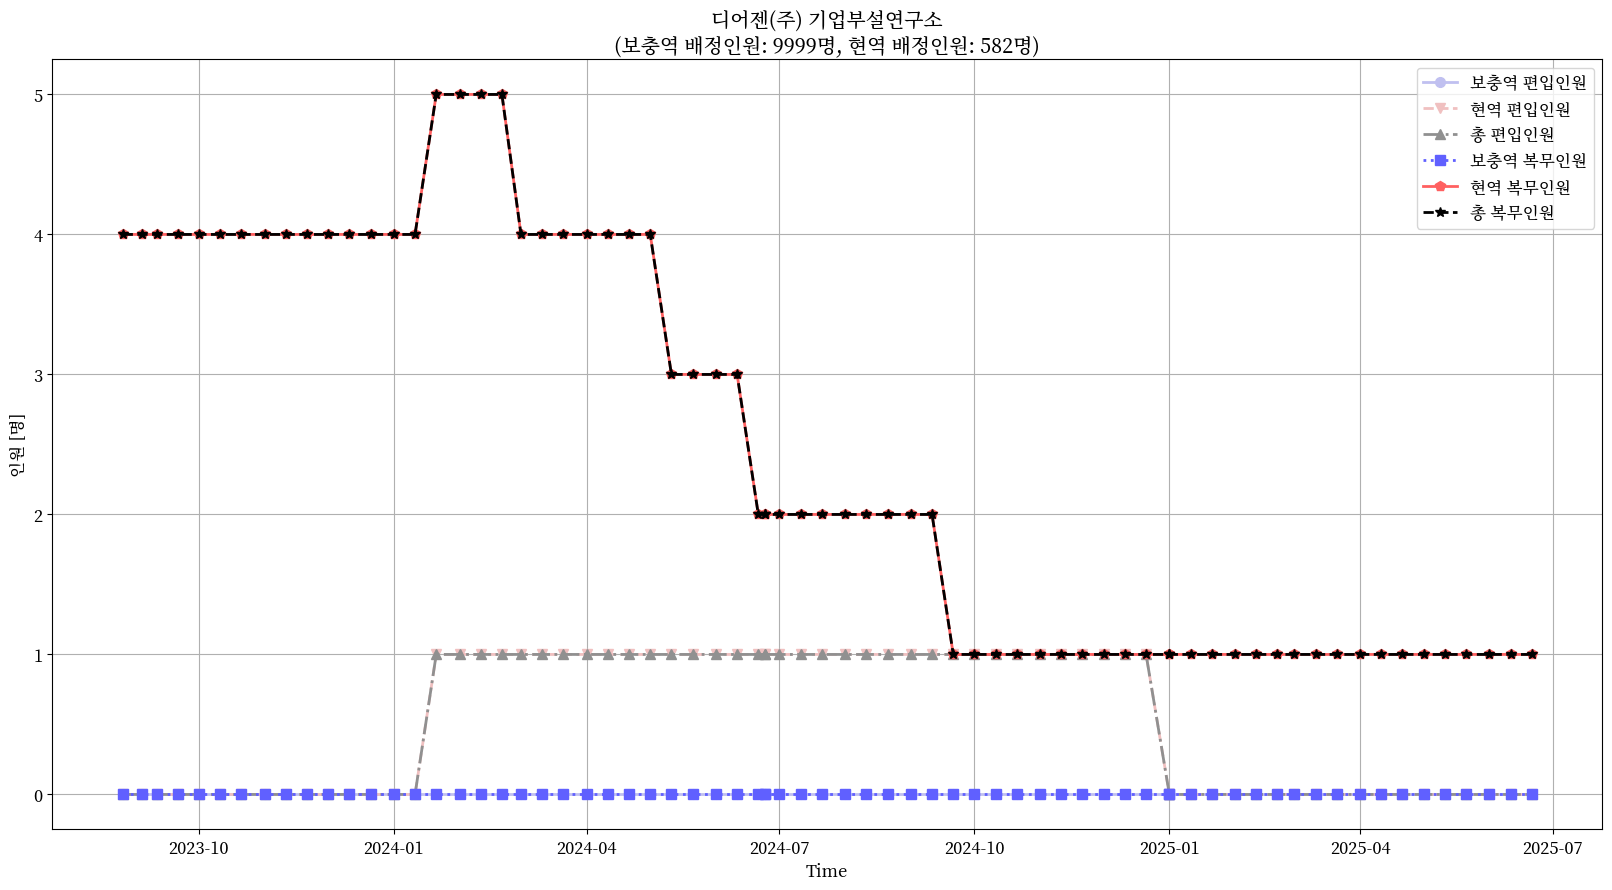 디어젠(주) 기업부설연구소
(보충역 배정인원: 9999명, 현역 배정인원: 582명)
보충역 편입인원
현역 편입인원
총 편입인원
보충역 복무인원
현역 복무인원
총 복무인원
인원 [명]
5
4
3
2
1
0
2023-10
2024-01
2024-04
2024-07
2024-10
2025-01
2025-04
2025-07
Time